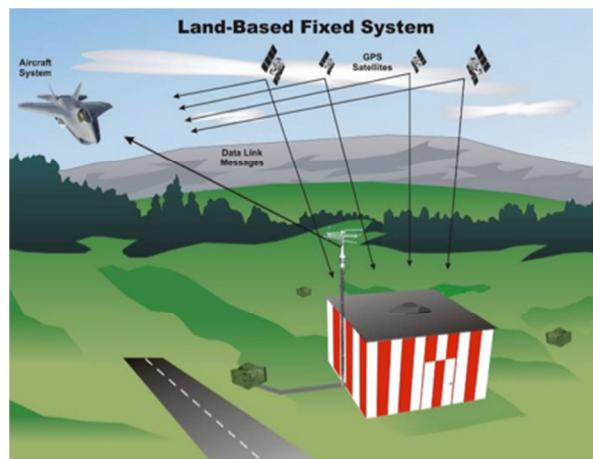 Land-Based Fixed System
Aircraft
System
GPS
Satellites
Data Link
Messages